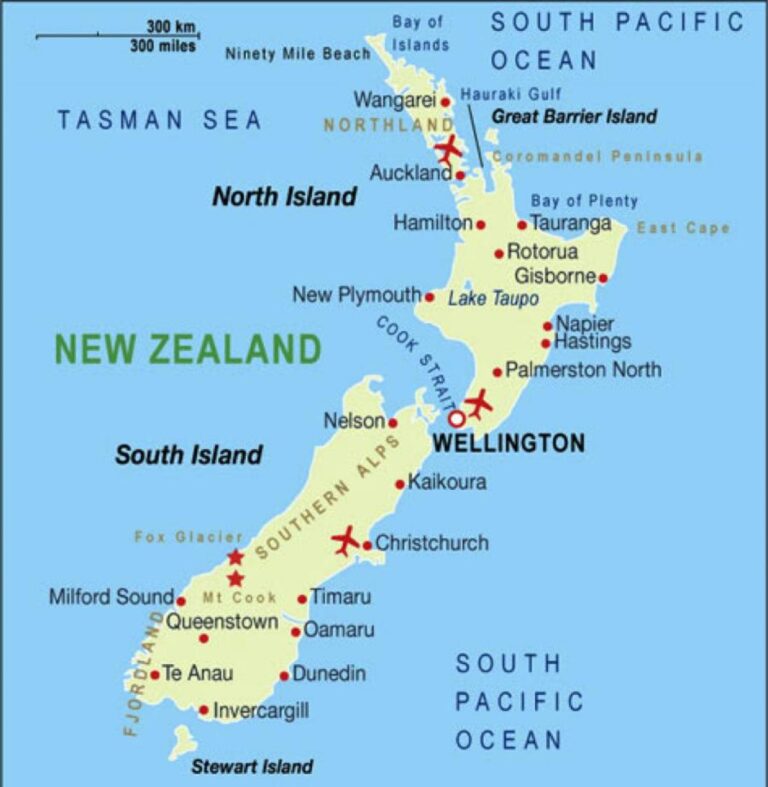 300 km
300 miles
Bay of
Islands
SOUTH PACIFIC
OCEAN
Ninety Mile Beach
Wangarei
Hauraki Gulf
TASMAN SEA
NORTHLAND
Great Barrier Island
Coromandel Peninsula
Auckland
North Island
Bay of Plenty
Hamilton
Tauranga
East Cape
Rotorua
Gisborne
New Plymouth
Lake Taupo
COOK STRAIT
Napier
Hastings
NEW ZEALAND
Palmerston North
Nelson
WELLINGTON
South Island
SOUTHERN ALPS
Kaikoura
Fox Glacier
Christchurch
Milford Sound
Mt Cook
Timaru
Queenstown
Oamaru
FJORDLAND
Te Anau
Dunedin
SOUTH
PACIFIC
OCEAN
Invercargill
Stewart Island